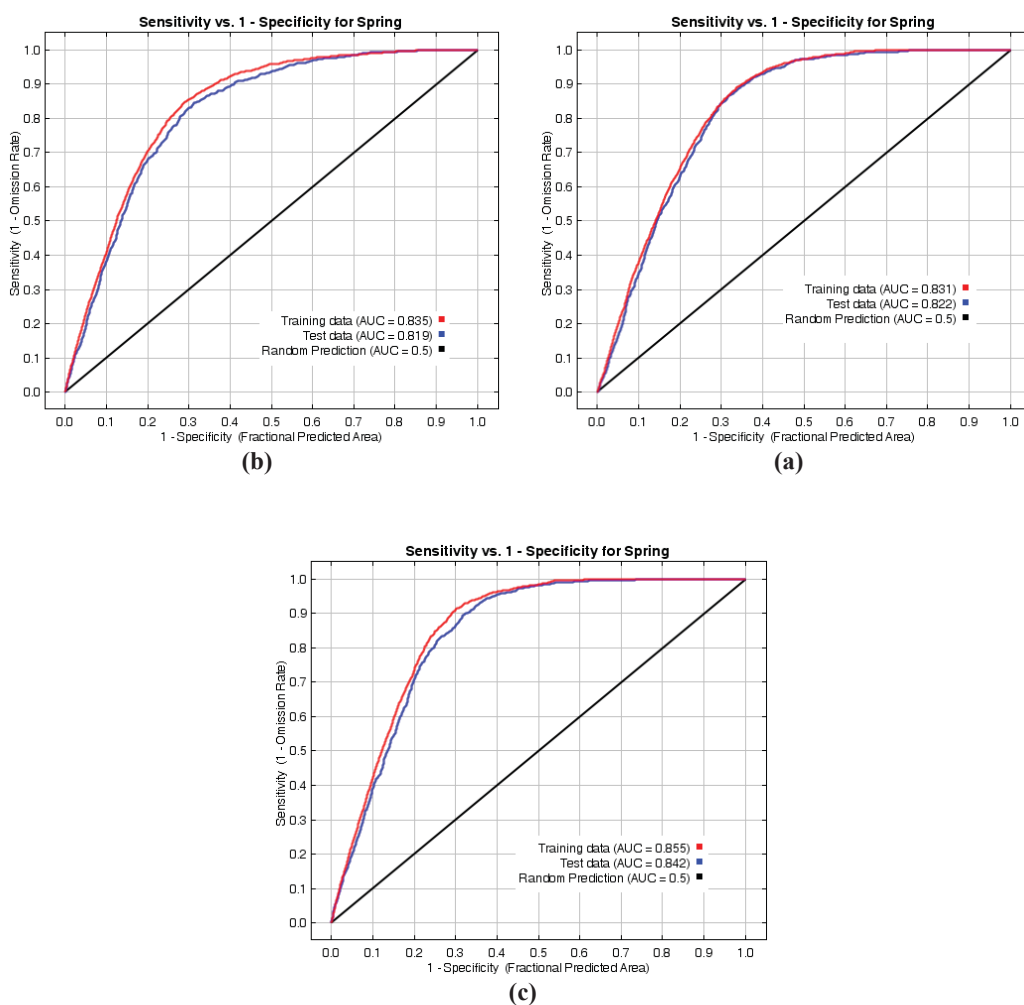 Sensitivity vs. 1 - Specificity for Spring
Sensitivity (1 - Omission Rate)
1.0
0.9
0.8
0.7
0.6
0.5
0.4
0.3
0.2
0.1
0.0
Training data (AUC = 0.835)
Test data (AUC = 0.819)
Random Prediction (AUC = 0.5)
0.0 0.1 0.2 0.3 0.4 0.5 0.6 0.7 0.8 0.9 1.0
1 - Specificity (Fractional Predicted Area)
(b)
Sensitivity vs. 1 - Specificity for Spring
Sensitivity (1 - Omission Rate)
1.0
0.9
0.8
0.7
0.6
0.5
0.4
0.3
0.2
0.1
0.0
Training data (AUC = 0.831)
Test data (AUC = 0.822)
Random Prediction (AUC = 0.5)
0.0 0.1 0.2 0.3 0.4 0.5 0.6 0.7 0.8 0.9 1.0
1 - Specificity (Fractional Predicted Area)
(a)
Sensitivity vs. 1 - Specificity for Spring
Sensitivity (1 - Omission Rate)
1.0
0.9
0.8
0.7
0.6
0.5
0.4
0.3
0.2
0.1
0.0
Training data (AUC = 0.855)
Test data (AUC = 0.842)
Random Prediction (AUC = 0.5)
0.0 0.1 0.2 0.3 0.4 0.5 0.6 0.7 0.8 0.9 1.0
1 - Specificity (Fractional Predicted Area)
(c)